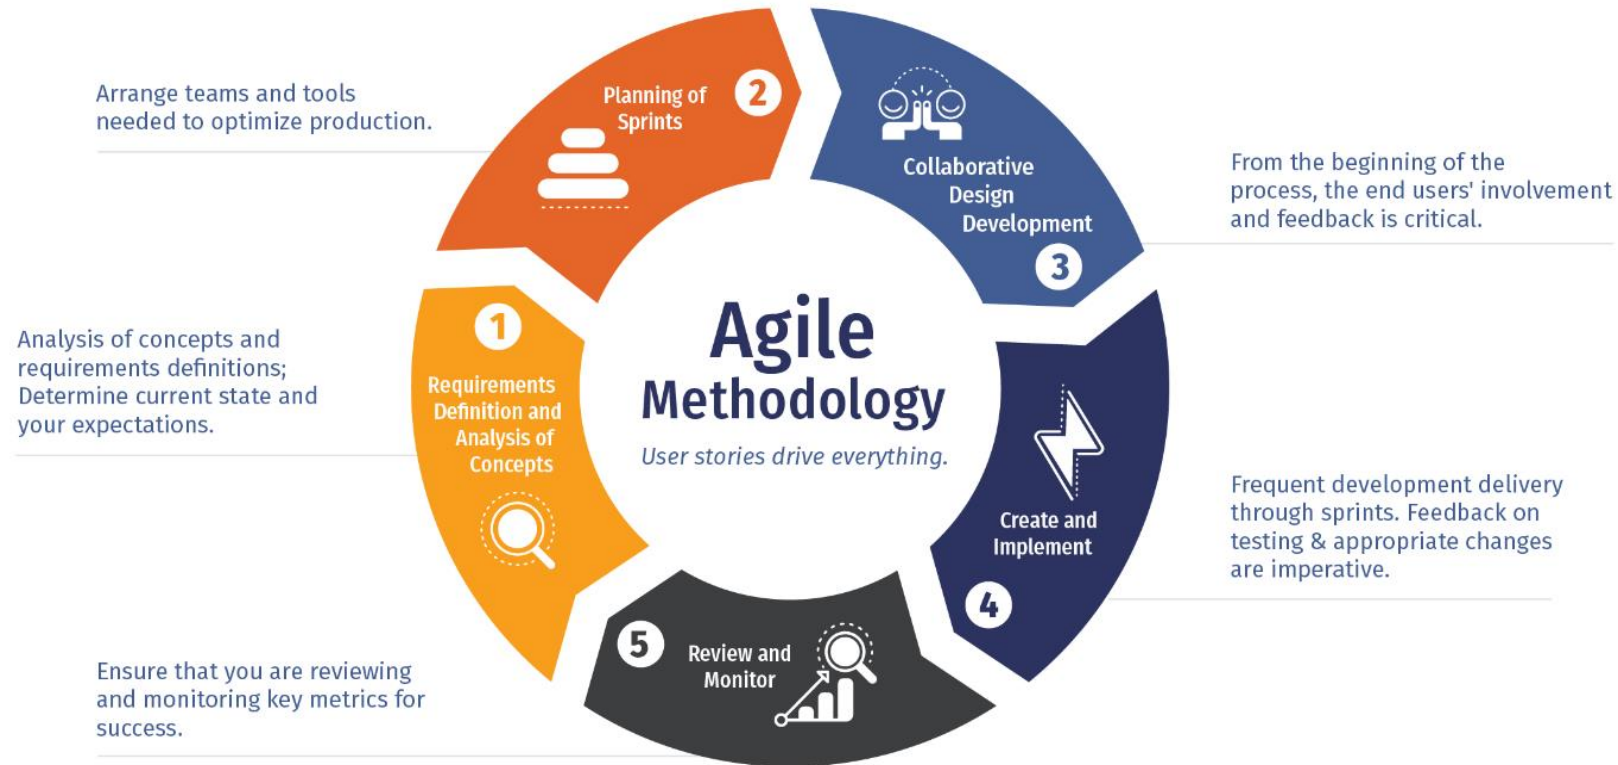 Agile
Methodology
User stories drive everything.
1
Requirements
Definition and
Analysis of
Concepts
Analysis of concepts and
requirements definitions;
Determine current state and
your expectations.
2
Planning of
Sprints
Arrange teams and tools
needed to optimize production.
Collaborative
Design
Development
3
From the beginning of the
process, the end users' involvement
and feedback is critical.
Create and
Implement
4
Frequent development delivery
through sprints. Feedback on
testing & appropriate changes
are imperative.
5
Review and
Monitor
Ensure that you are reviewing
and monitoring key metrics for
success.